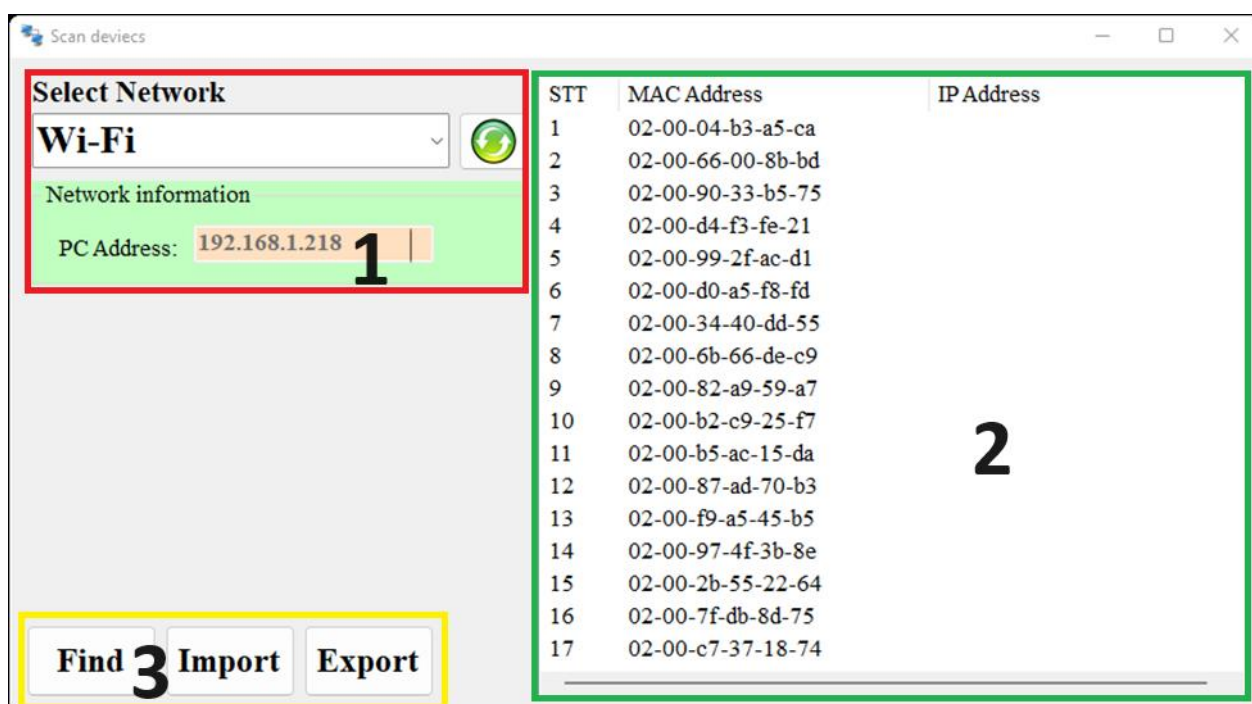 Scan deviecs
Select Network
Wi-Fi
Network information
PC Address: 192.168.1.218
1
STT MAC Address IP Address
1 02-00-04-b3-a5-ca
2 02-00-66-00-8b-bd
3 02-00-90-33-b5-75
4 02-00-d4-f3-fe-21
5 02-00-99-2f-ac-d1
6 02-00-d0-a5-f8-fd
7 02-00-34-40-dd-55
8 02-00-6b-66-de-c9
9 02-00-82-a9-59-a7
10 02-00-b2-c9-25-f7
11 02-00-b5-ac-15-da
12 02-00-87-ad-70-b3
13 02-00-f9-a5-45-b5
14 02-00-97-4f-3b-8e
15 02-00-2b-55-22-64
16 02-00-7f-db-8d-75
17 02-00-c7-37-18-74
2
Find Import Export
3